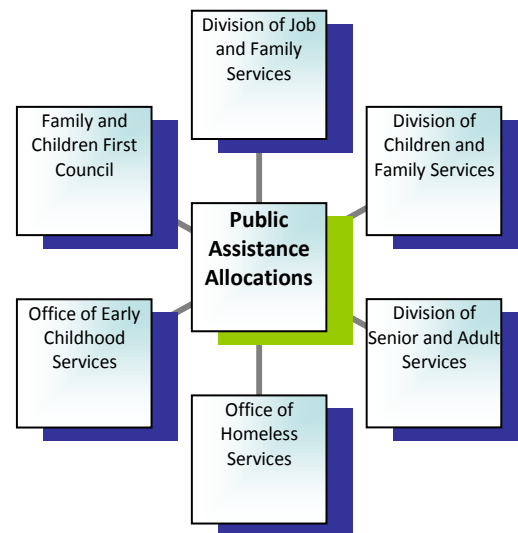 Division of Job
and Family
Services
Family and
Children First
Council
Division of
Children and
Family Services
Public
Assistance
Allocations
Office of Early
Childhood
Services
Division of
Senior and Adult
Services
Office of
Homeless
Services